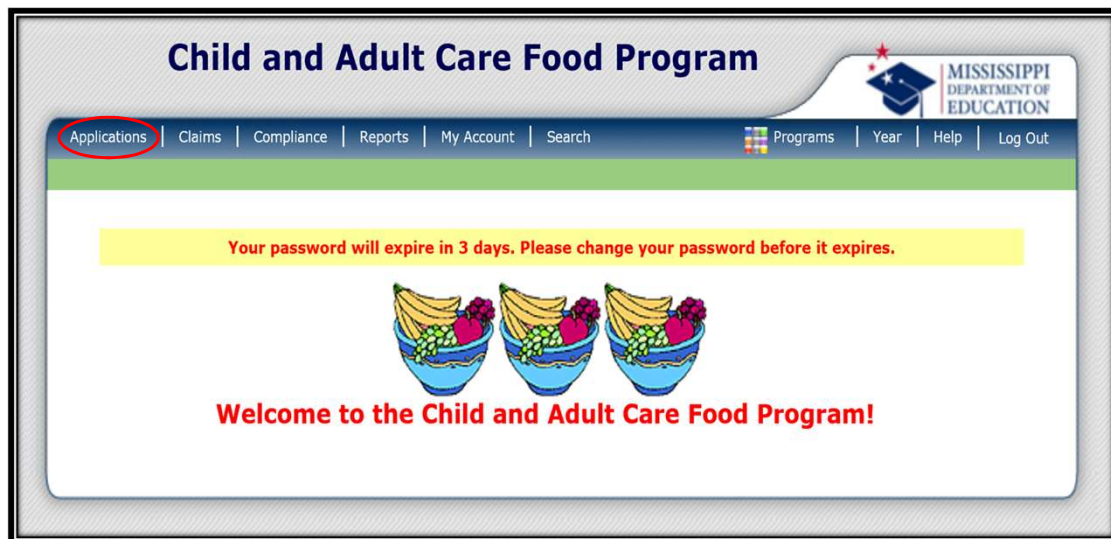 Child and Adult Care Food Program
MISSISSIPPI
DEPARTMENT OF
EDUCATION
Applications | Claims | Compliance | Reports | My Account | Search Programs | Year | Help | Log Out
Your password will expire in 3 days. Please change your password before it expires.
Welcome to the Child and Adult Care Food Program!